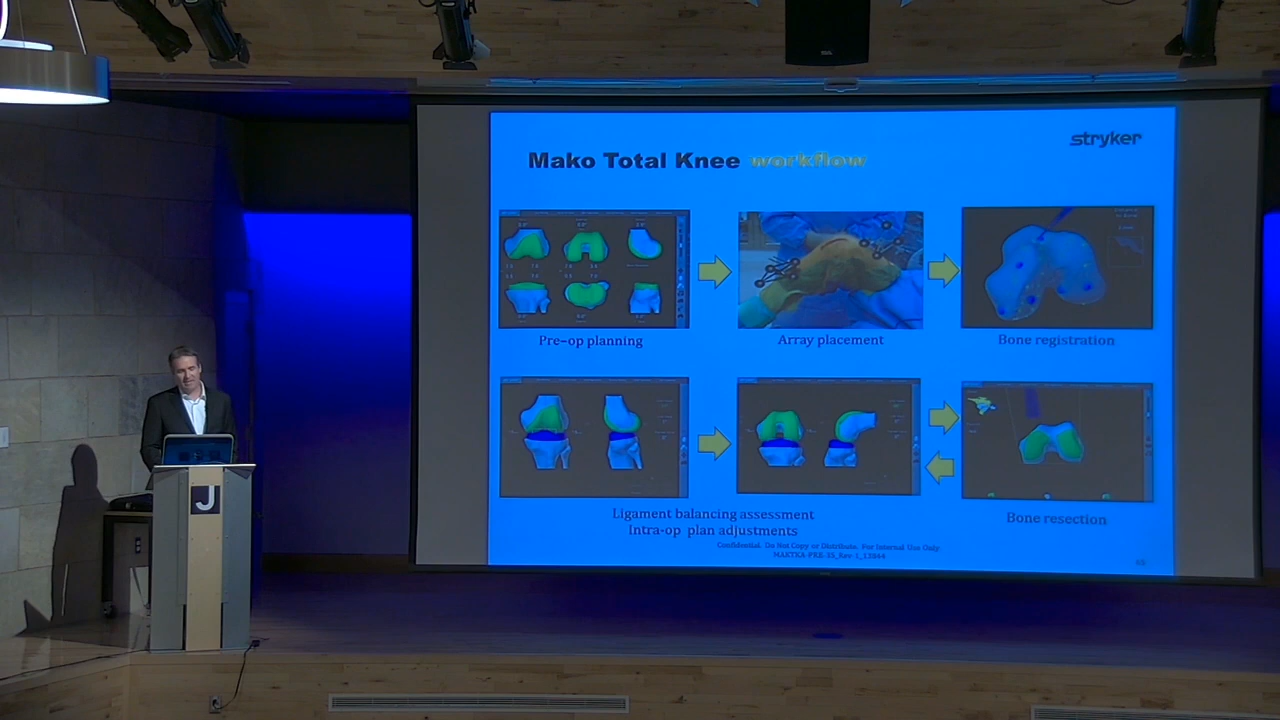 stryker
Mako Total Knee workflow
Pre-op planning
Array placement
Bone registration
Ligament balancing assessment
Intra-op plan adjustments
Bone resection
Confidential. Do Not Copy or Distribute. For Internal Use Only.
J